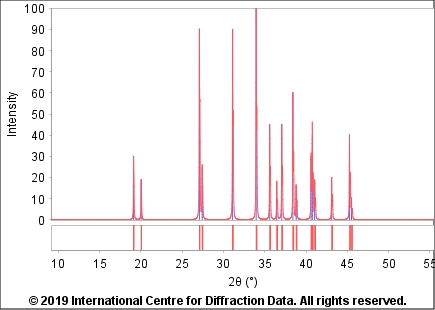 100
90
80
70
60
50
40
30
20
10
0
Intensity
10 15 20 25 30 35 40 45 50 55
2θ (°)
© 2019 International Centre for Diffraction Data. All rights reserved.